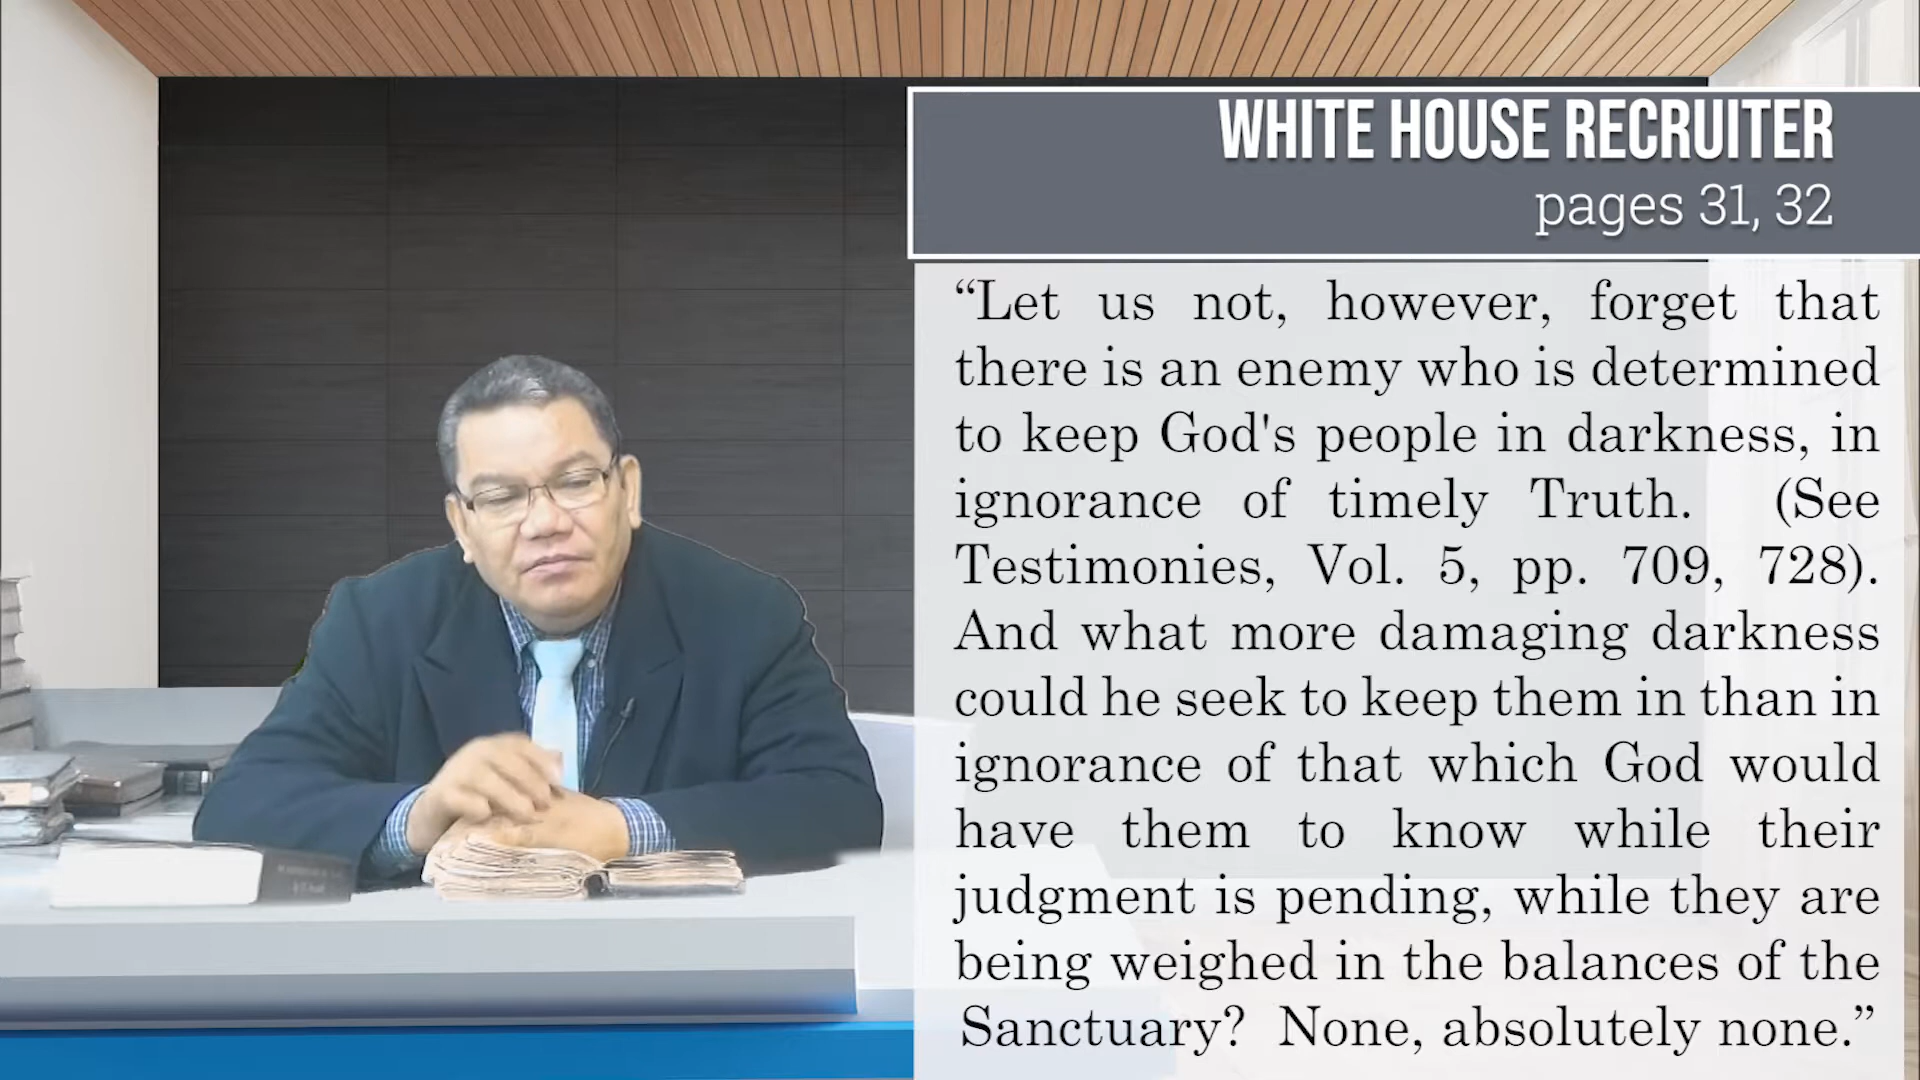 WHITE HOUSE RECRUITER
pages 31, 32
“Let us not, however, forget that
there is an enemy who is determined
to keep God's people in darkness, in
ignorance of timely Truth. (See
Testimonies, Vol. 5, pp. 709, 728).
And what more damaging darkness
could he seek to keep them in than in
ignorance of that which God would
have them to know while their
judgment is pending, while they are
being weighed in the balances of the
Sanctuary? None, absolutely none.”